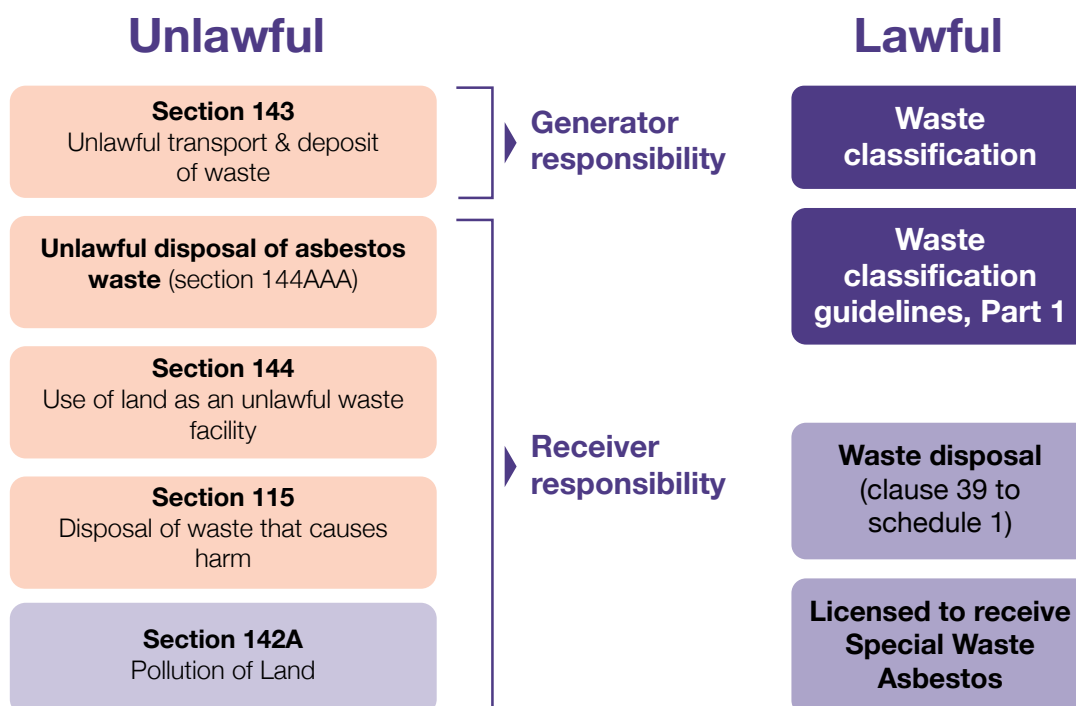 Unlawful
Section 143
Unlawful transport & deposit
of waste
Unlawful disposal of asbestos
waste (section 144AAA)
Section 144
Use of land as an unlawful waste
facility
Section 115
Disposal of waste that causes
harm
Section 142A
Pollution of Land
Generator
responsibility
Receiver
responsibility
Lawful
Waste
classification
Waste
classification
guidelines, Part 1
Waste disposal
(clause 39 to
schedule 1)
Licensed to receive
Special Waste
Asbestos